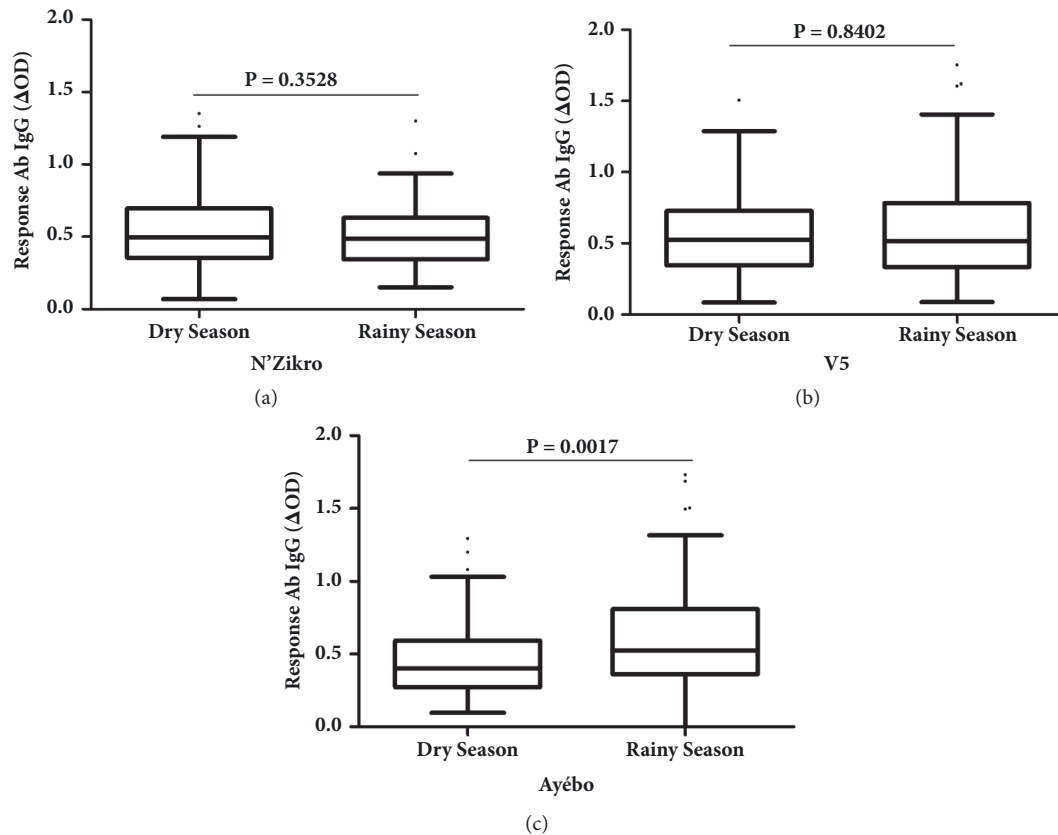 2.0
1.5
1.0
0.5
0.0
Response Ab IgG (ΔOD)
P = 0.3528
Dry Season
Rainy Season
N’Zikro
(a)
2.0
1.5
1.0
0.5
0.0
Response Ab IgG (ΔOD)
P = 0.8402
Dry Season
Rainy Season
V5
(b)
2.0
1.5
1.0
0.5
0.0
Response Ab IgG (ΔOD)
P = 0.0017
Dry Season
Rainy Season
Ayébo
(c)